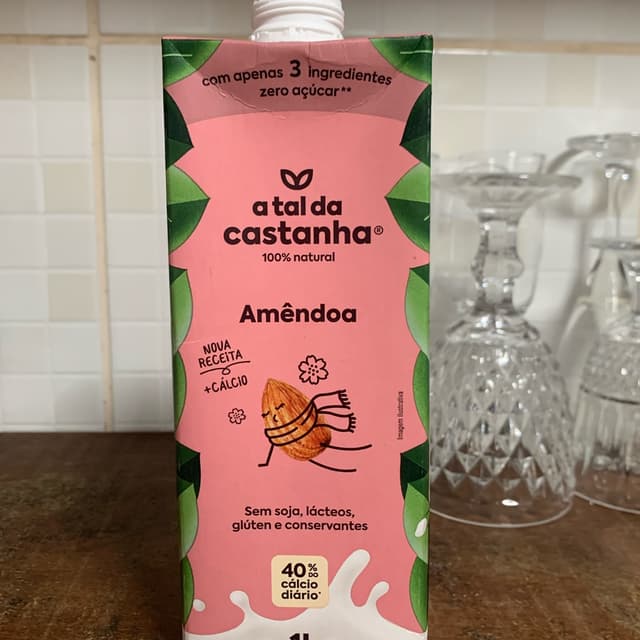 com apenas 3 ingredientes
zero açúcar**
a tal da
castanha®
100% natural
Amêndoa
NOVA
RECEITA
+CÁLCIO
Imagem Ilustrativa
Sem soja, lácteos,
glúten e conservantes
40% DO
cálcio
diário*
1L